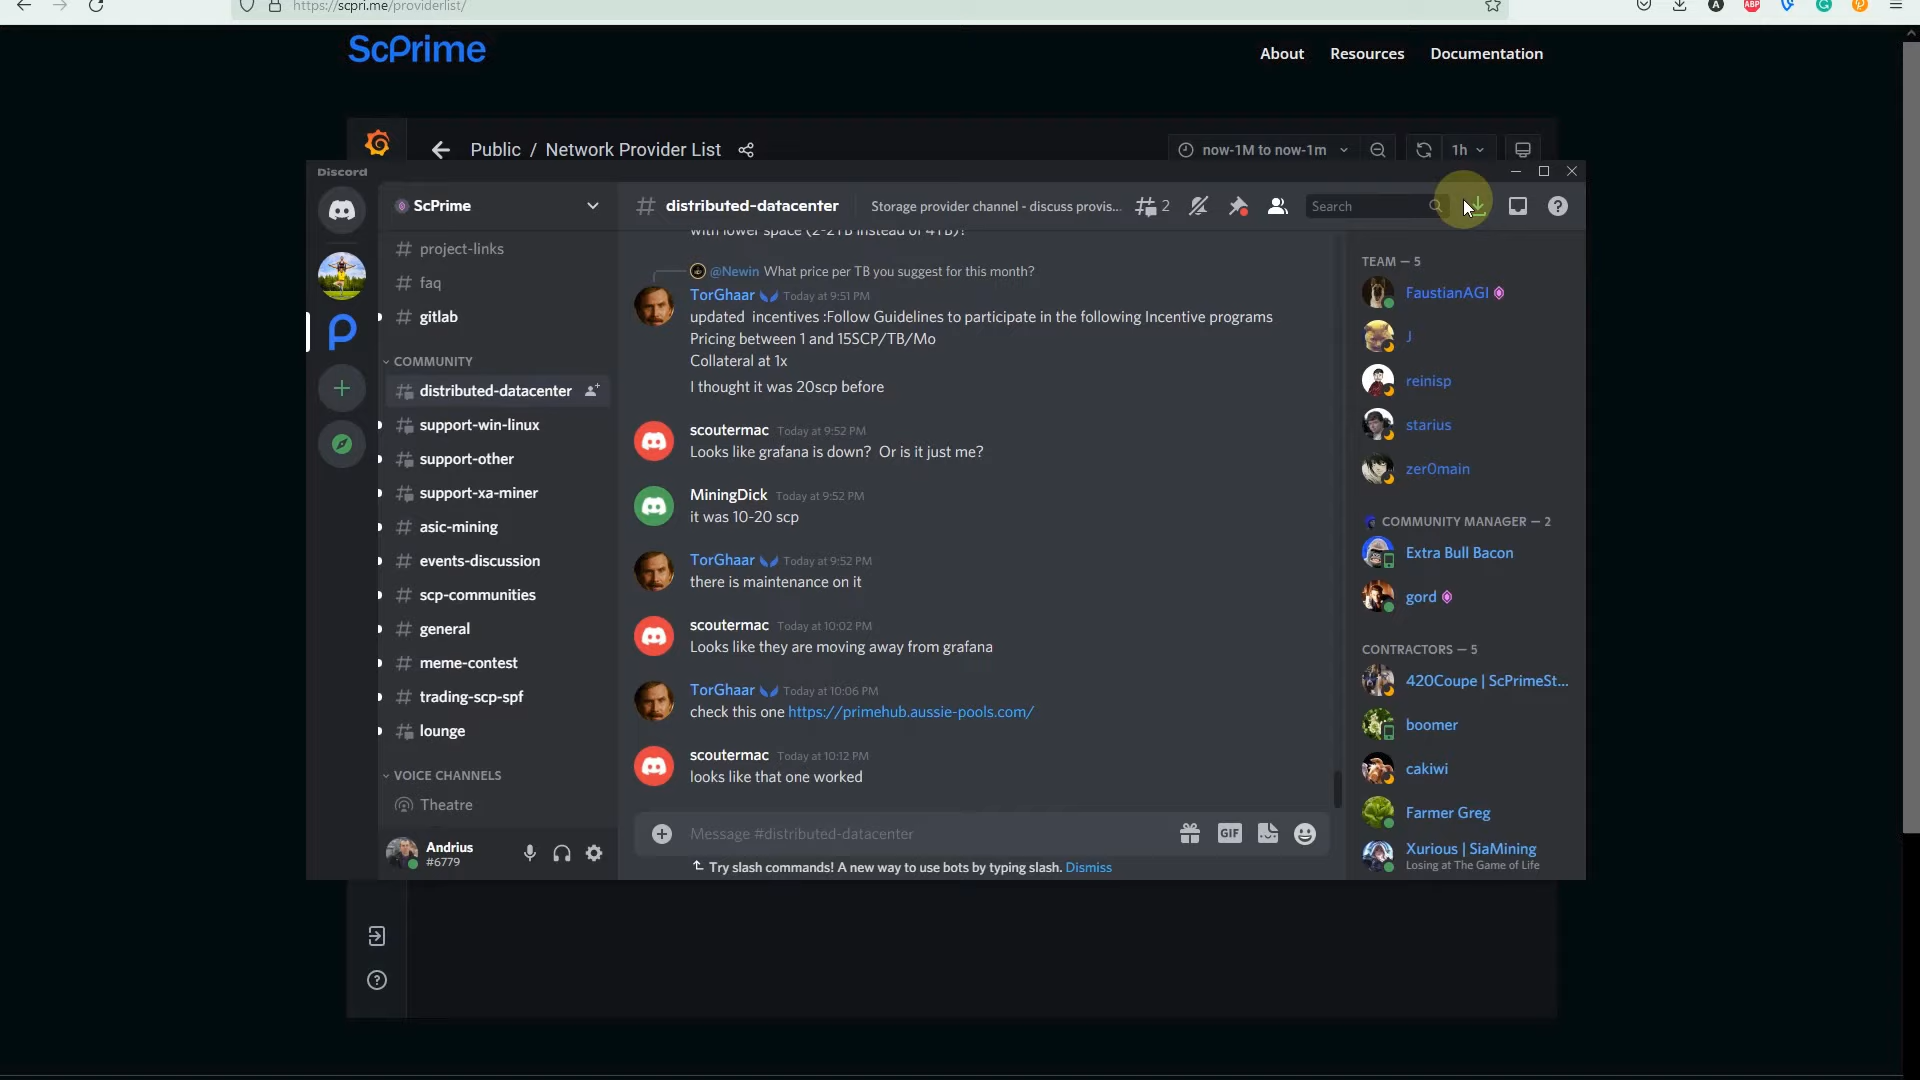 https://scpri.me/providerlist/
ScPrime
About
Resources
Documentation
Public / Network Provider List
now-1M to now-1m
1h
Discord
ScPrime
distributed-datacenter
Storage provider channel - discuss provis...
2
Search
project-links
faq
gitlab
COMMUNITY
distributed-datacenter
support-win-linux
support-other
support-xa-miner
asic-mining
events-discussion
scp-communities
general
meme-contest
trading-scp-spf
lounge
VOICE CHANNELS
Theatre
Andrius
#6779
with lower space (2-2TB instead of 4TB)?
@Newin What price per TB you suggest for this month?
TorGhaar Today at 9:51 PM
updated incentives :Follow Guidelines to participate in the following Incentive programs
Pricing between 1 and 15SCP/TB/Mo
Collateral at 1x
I thought it was 20scp before
scoutermac Today at 9:52 PM
Looks like grafana is down? Or is it just me?
MiningDick Today at 9:52 PM
it was 10-20 scp
TorGhaar Today at 9:52 PM
there is maintenance on it
scoutermac Today at 10:02 PM
Looks like they are moving away from grafana
TorGhaar Today at 10:06 PM
check this one https://primehub.aussie-pools.com/
scoutermac Today at 10:12 PM
looks like that one worked
Message #distributed-datacenter
GIF
Try slash commands! A new way to use bots by typing slash. Dismiss
TEAM — 5
FaustianAGI
J
reinisp
starius
zer0main
COMMUNITY MANAGER — 2
Extra Bull Bacon
gord
CONTRACTORS — 5
420Coupe | ScPrimeSt...
boomer
cakiwi
Farmer Greg
Xurious | SiaMining
Losing at The Game of Life